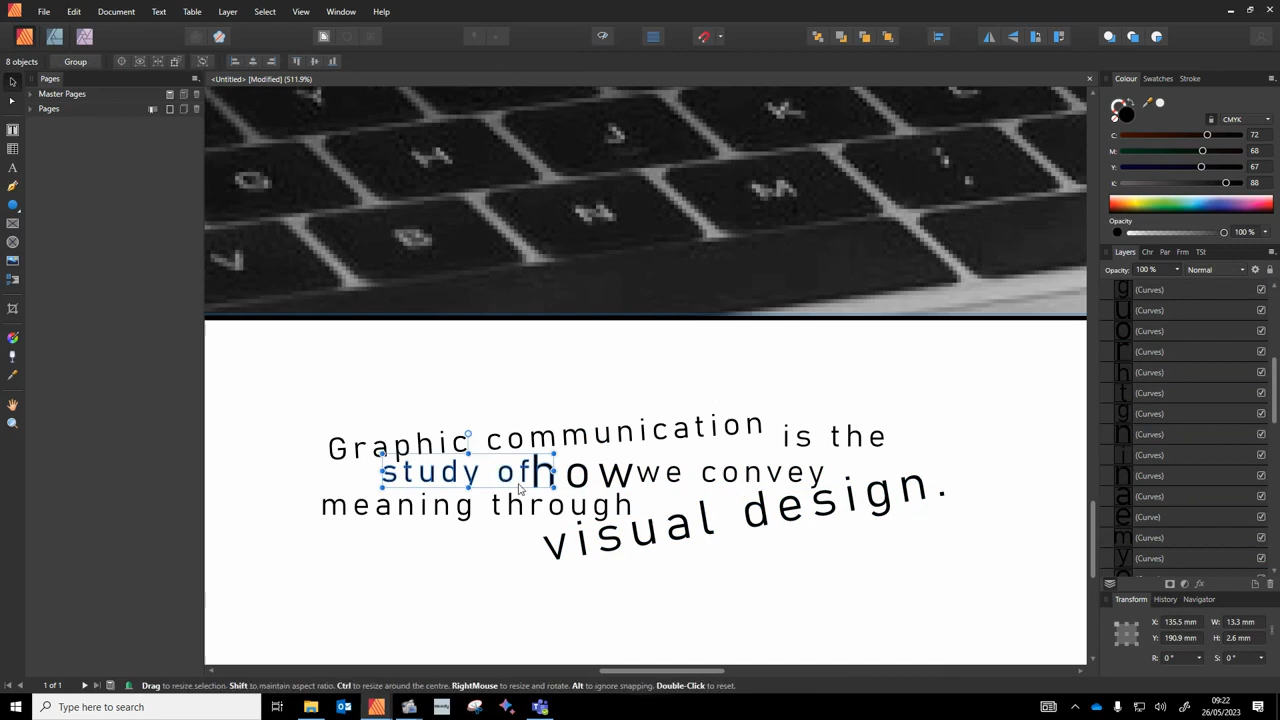 File Edit Document Text Table Layer Select View Window Help
8 objects Group
<Untitled> [Modified] (511.9%)
Pages
Master Pages
Pages
Graphic communication is the
study of how we convey
meaning through
visual design.
Colour Swatches Stroke
CMYK
C: 72
M: 68
Y: 67
K: 88
Opacity
100 %
Layers Chr Par Frm TSt
Opacity: 100 % Normal
g (Curves)
u (Curves)
o (Curves)
r (Curves)
h (Curves)
t (Curves)
g (Curves)
n (Curves)
i (Curves)
n (Curves)
a (Curves)
e (Curves)
m (Curves)
y (Curves)
(Curves)
Transform History Navigator
X: 135.5 mm W: 13.3 mm
Y: 190.9 mm H: 2.6 mm
R: 0 ° S: 0 °
1 of 1 Drag to resize selection. Shift to maintain aspect ratio. Ctrl to resize around the centre. RightMouse to resize and rotate. Alt to ignore snapping. Double-Click to reset.
Type here to search
09:22
26/05/2023